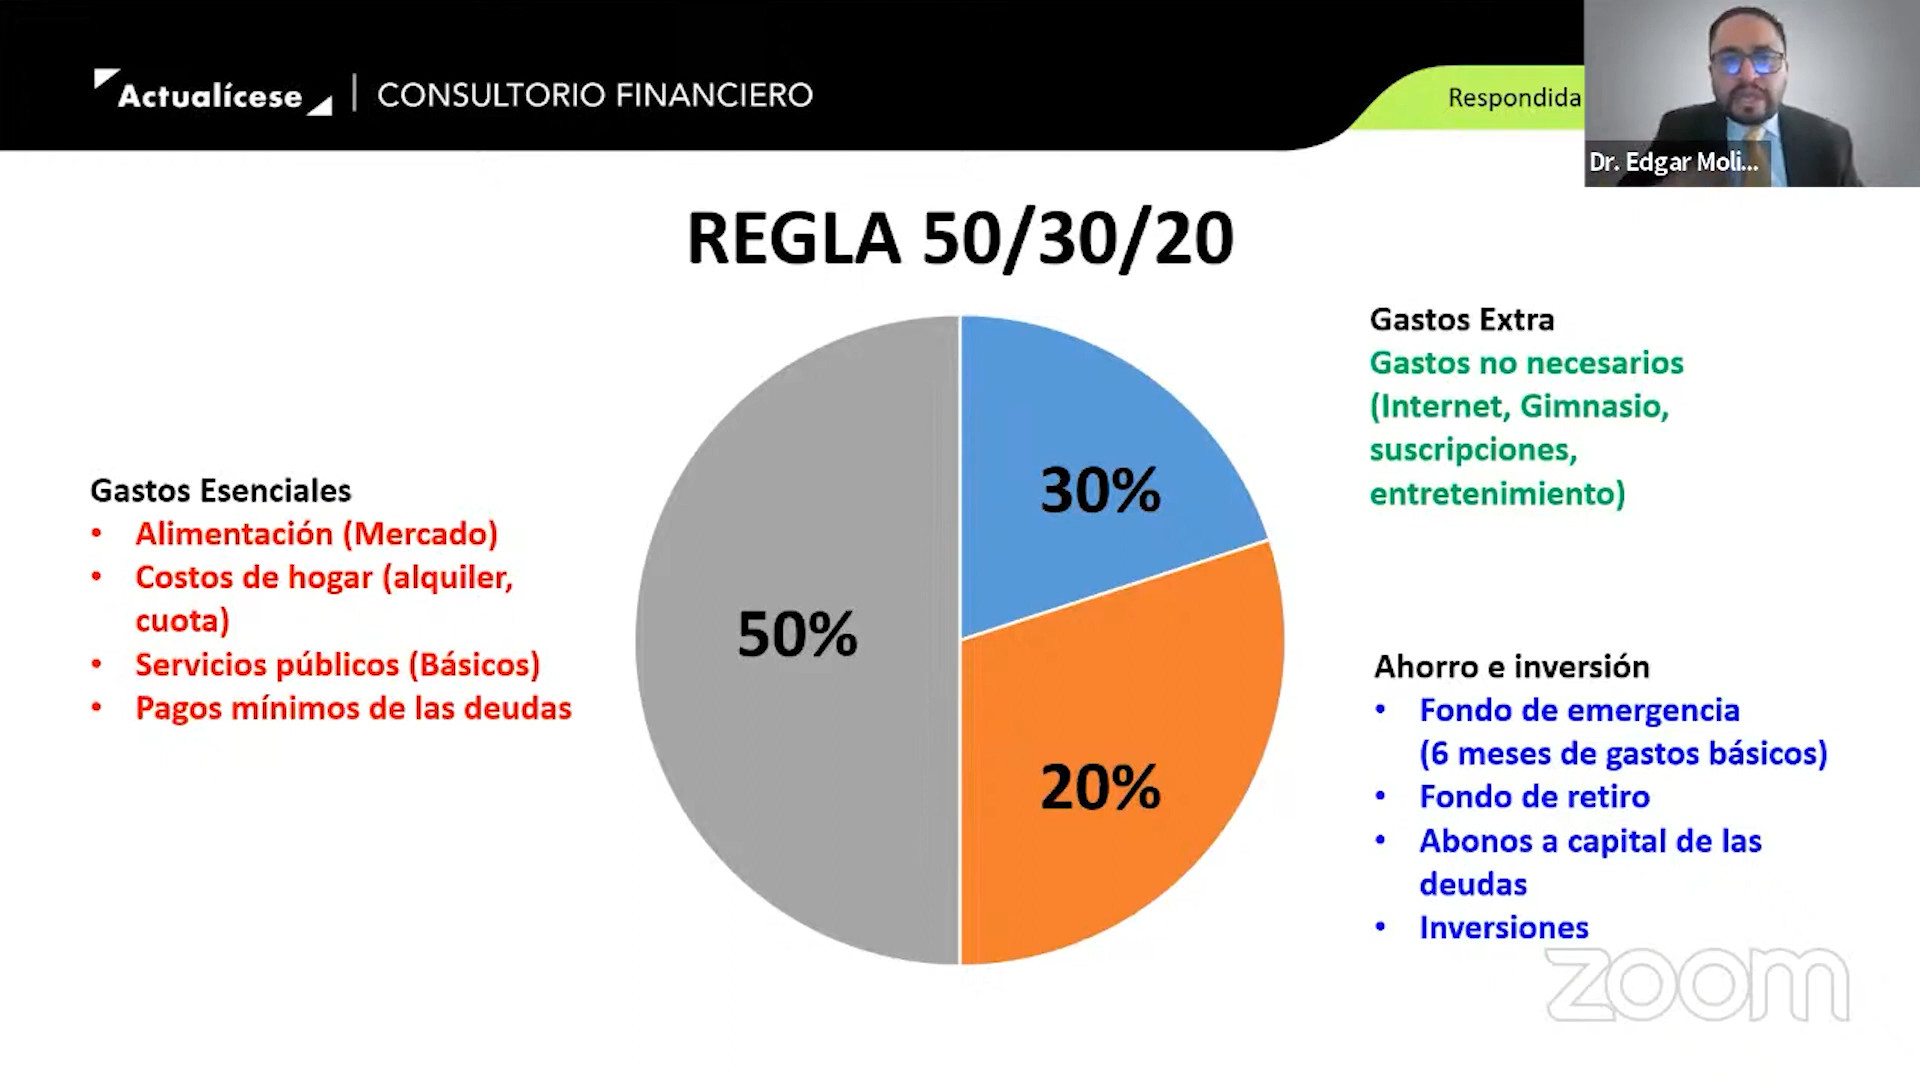 Actualícese | CONSULTORIO FINANCIERO
Respondida
Dr. Edgar Moli...
REGLA 50/30/20
Gastos Esenciales
• Alimentación (Mercado)
• Costos de hogar (alquiler,
cuota)
• Servicios públicos (Básicos)
• Pagos mínimos de las deudas
50%
30%
20%
Gastos Extra
Gastos no necesarios
(Internet, Gimnasio,
suscripciones,
entretenimiento)
Ahorro e inversión
• Fondo de emergencia
(6 meses de gastos básicos)
• Fondo de retiro
• Abonos a capital de las
deudas
• Inversiones
zoom